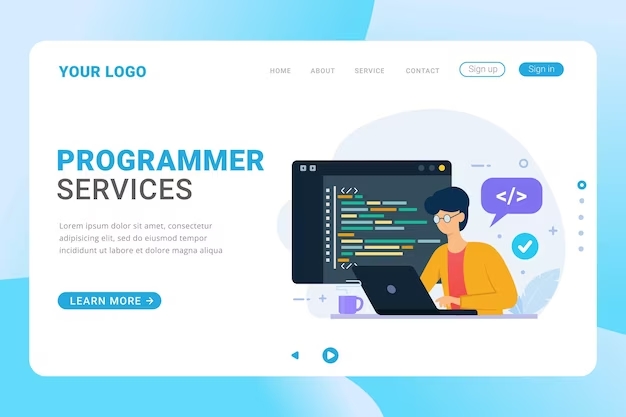 YOUR LOGO
HOME ABOUT SERVICE CONTACT Sign up Sign in
PROGRAMMER
SERVICES
Lorem ipsum dolor sit amet, consectetur
adipiscing elit, sed do eiusmod tempor
incididunt ut labore et dolore magna aliqua
LEARN MORE >
</>
</>
</>